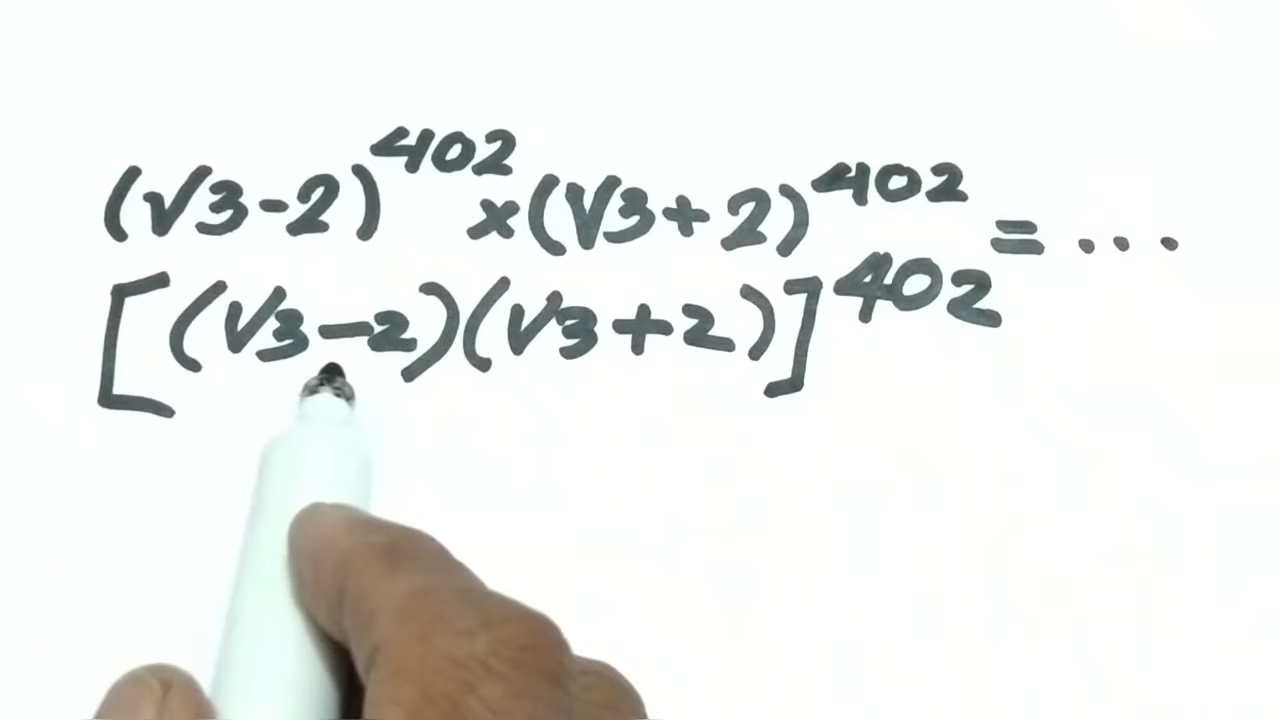 (√3-2)⁴⁰² × (√3+2)⁴⁰² = ...
[(√3-2)(√3+2)]⁴⁰²